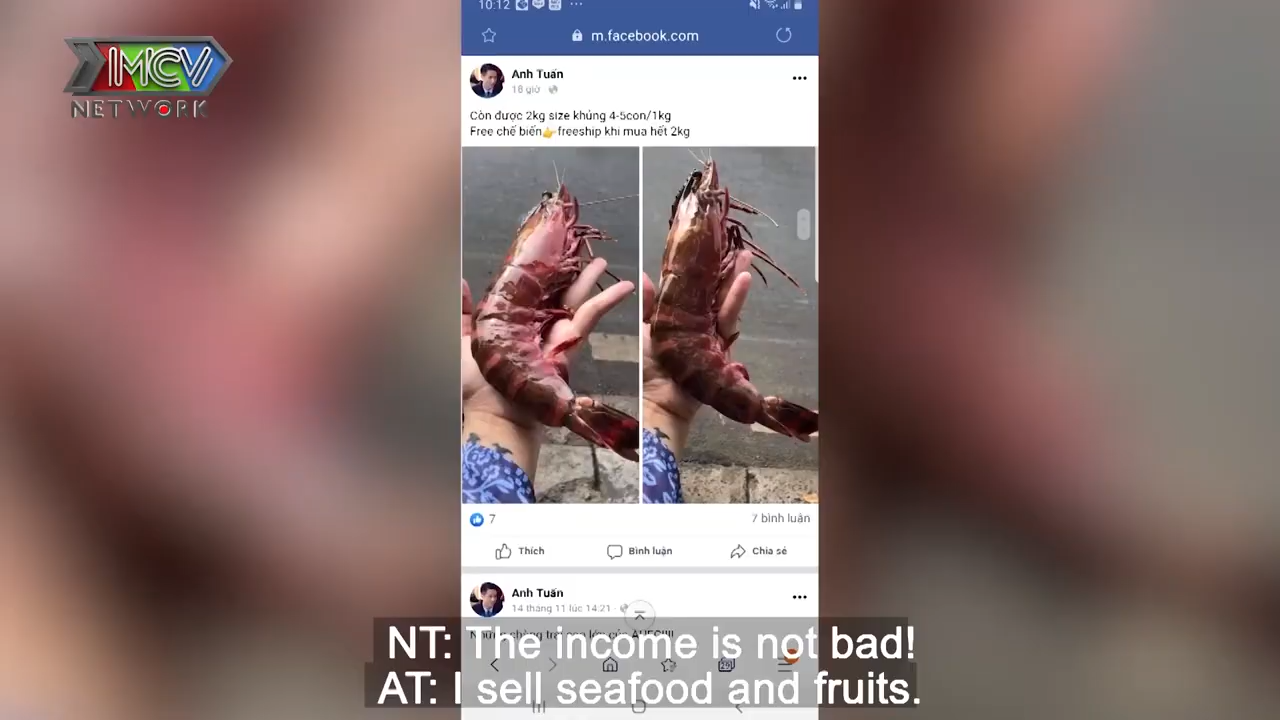 10:12
m.facebook.com
MCV
NETWORK
Anh Tuấn
18 giờ
Còn được 2kg size khủng 4-5con/1kg
Free chế biến👉freeship khi mua hết 2kg
7
7 bình luận
Thích
Bình luận
Chia sẻ
Anh Tuấn
14 tháng 11 lúc 14:21
NT: The income is not bad!
AT: I sell seafood and fruits.